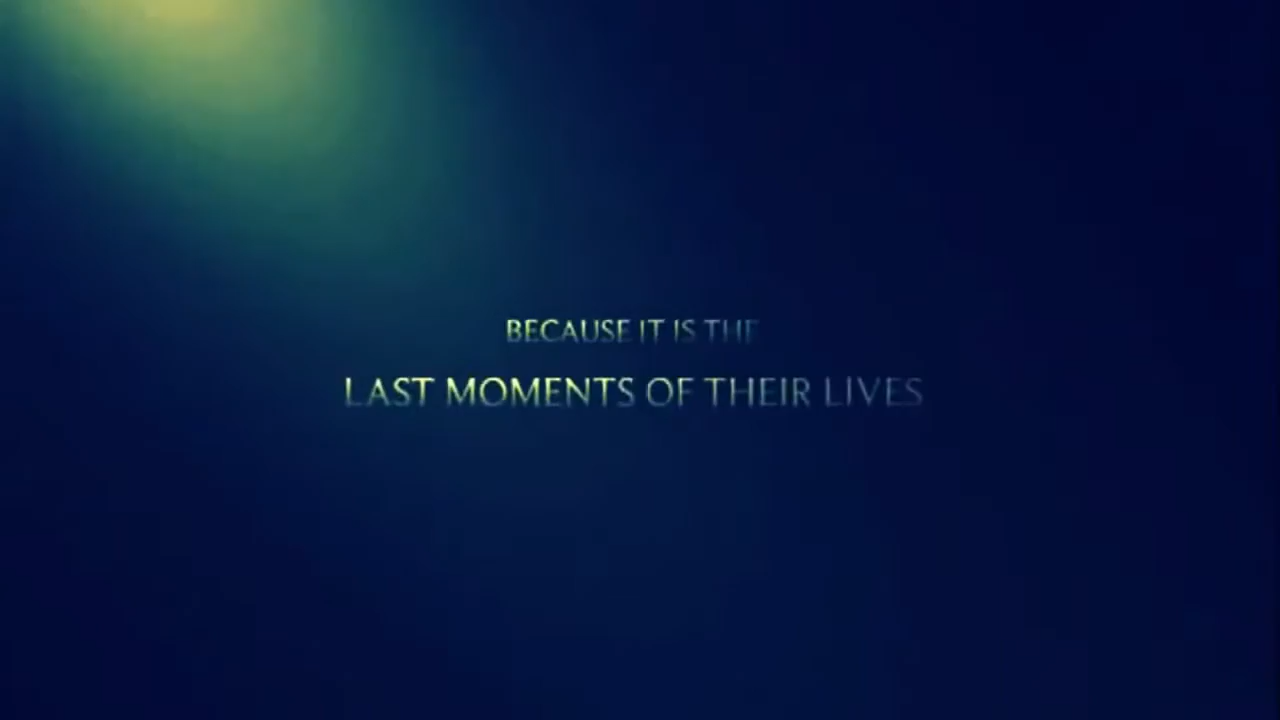 BECAUSE IT IS THE
LAST MOMENTS OF THEIR LIVES